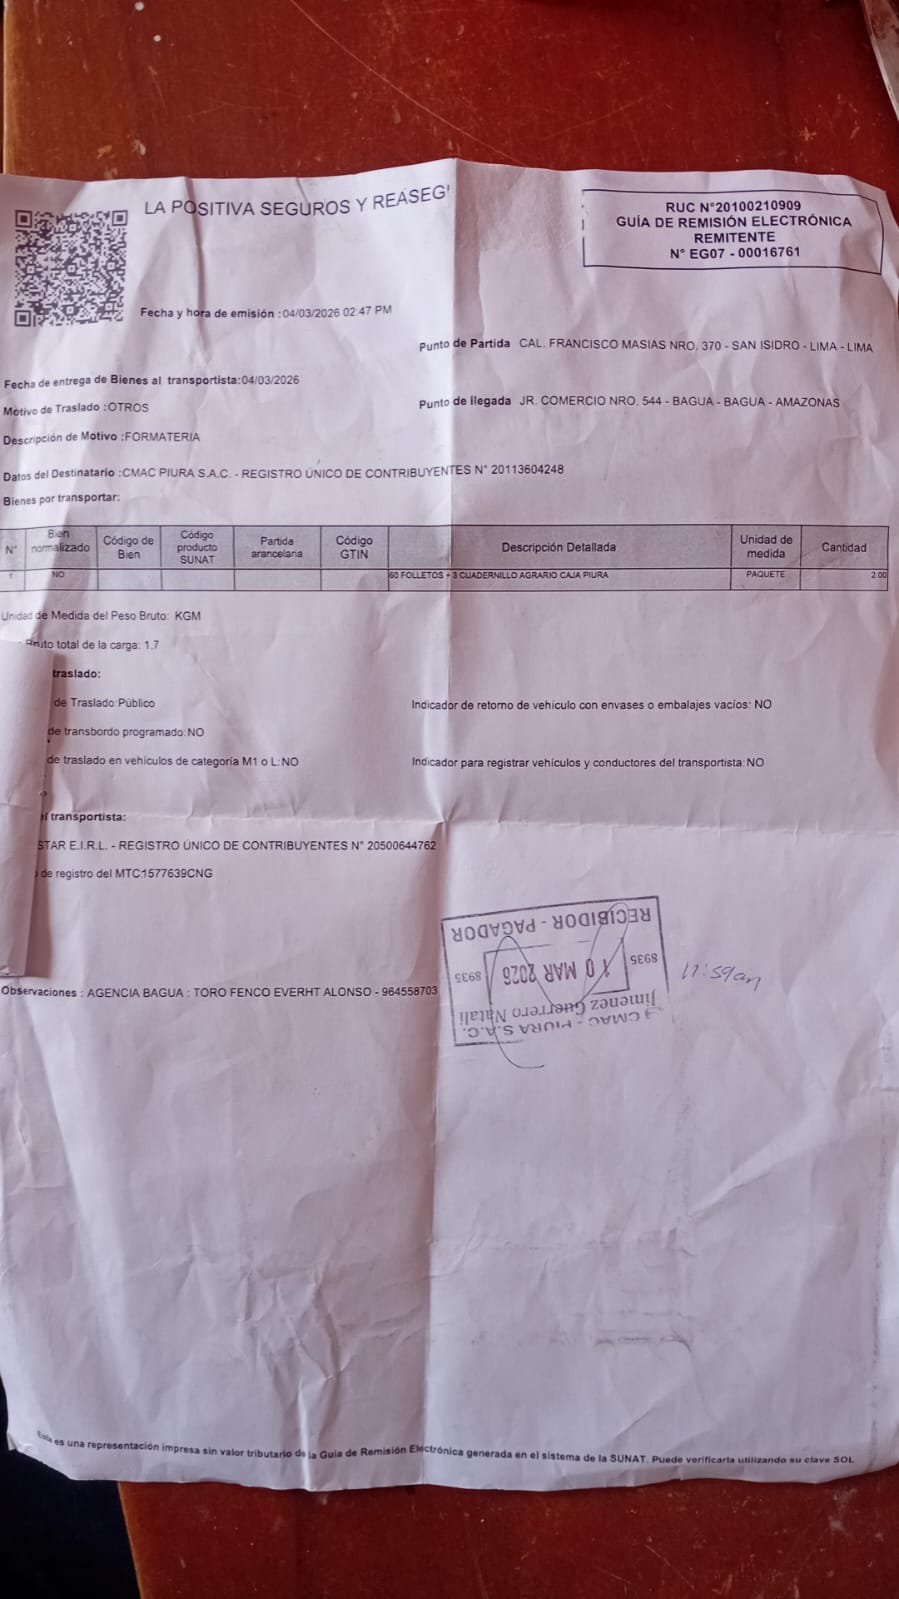 LA POSITIVA SEGUROS Y REASEG
RUC N°20100210909
GUÍA DE REMISIÓN ELECTRÓNICA
REMITENTE
N° EG07 - 00016761
Fecha y hora de emisión :04/03/2026 02:47 PM
Punto de Partida CAL. FRANCISCO MASIAS NRO. 370 - SAN ISIDRO - LIMA - LIMA
Fecha de entrega de Bienes al transportista:04/03/2026
Motivo de Traslado :OTROS
Punto de llegada JR. COMERCIO NRO. 544 - BAGUA - BAGUA - AMAZONAS
Descripción de Motivo :FORMATERIA
Datos del Destinatario :CMAC PIURA S.A.C. - REGISTRO ÚNICO DE CONTRIBUYENTES N° 20113604248
Bienes por transportar:
N° Bien normalizado Código de Bien Código producto SUNAT Partida arancelaria Código GTIN Descripción Detallada Unidad de medida Cantidad
1 NO 60 FOLLETOS + 3 CUADERNILLO AGRARIO CAJA PIURA PAQUETE 2.00
Unidad de Medida del Peso Bruto: KGM
Bruto total de la carga: 1.7
traslado:
de Traslado:Público
Indicador de retorno de vehículo con envases o embalajes vacíos: NO
de transbordo programado:NO
de traslado en vehículos de categoría M1 o L:NO
Indicador para registrar vehículos y conductores del transportista:NO
transportista:
STAR E.I.R.L. - REGISTRO ÚNICO DE CONTRIBUYENTES N° 20500644762
de registro del MTC:1577639CNG
CMAC - PIURA S.A.C.
Jimenez Guerrero Natali
8935 10 MAR 2026 8935
RECIBIDOR - PAGADOR
11:59am
Observaciones : AGENCIA BAGUA : TORO FENCO EVERHT ALONSO - 964558703
Esta es una representación impresa sin valor tributario de la Guía de Remisión Electrónica generada en el sistema de la SUNAT. Puede verificarla utilizando su clave SOL